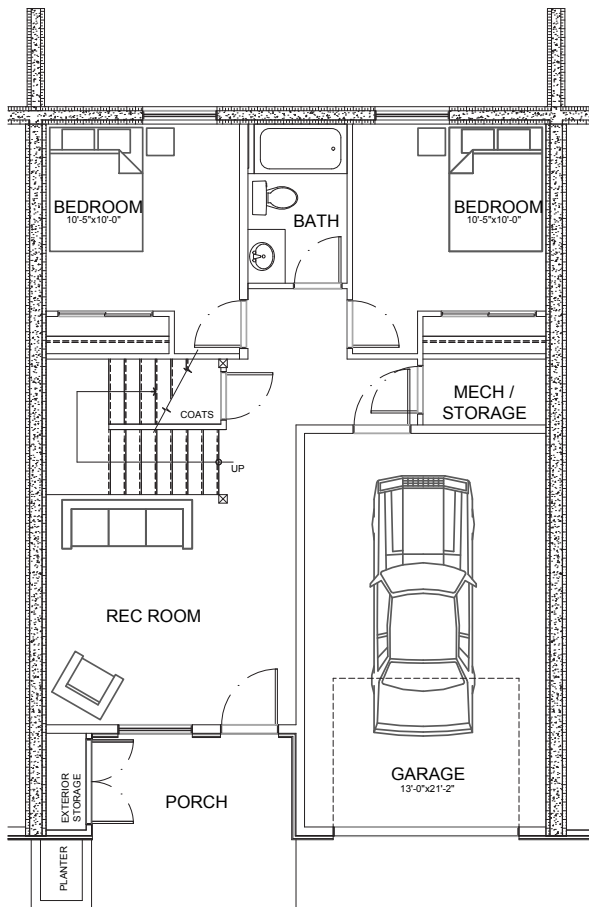 BEDROOM
10'-5"x10'-0"
BATH
BEDROOM
10'-5"x10'-0"
COATS
MECH /
STORAGE
UP
REC ROOM
GARAGE
13'-0"x21'-2"
EXTERIOR
STORAGE
PORCH
PLANTER